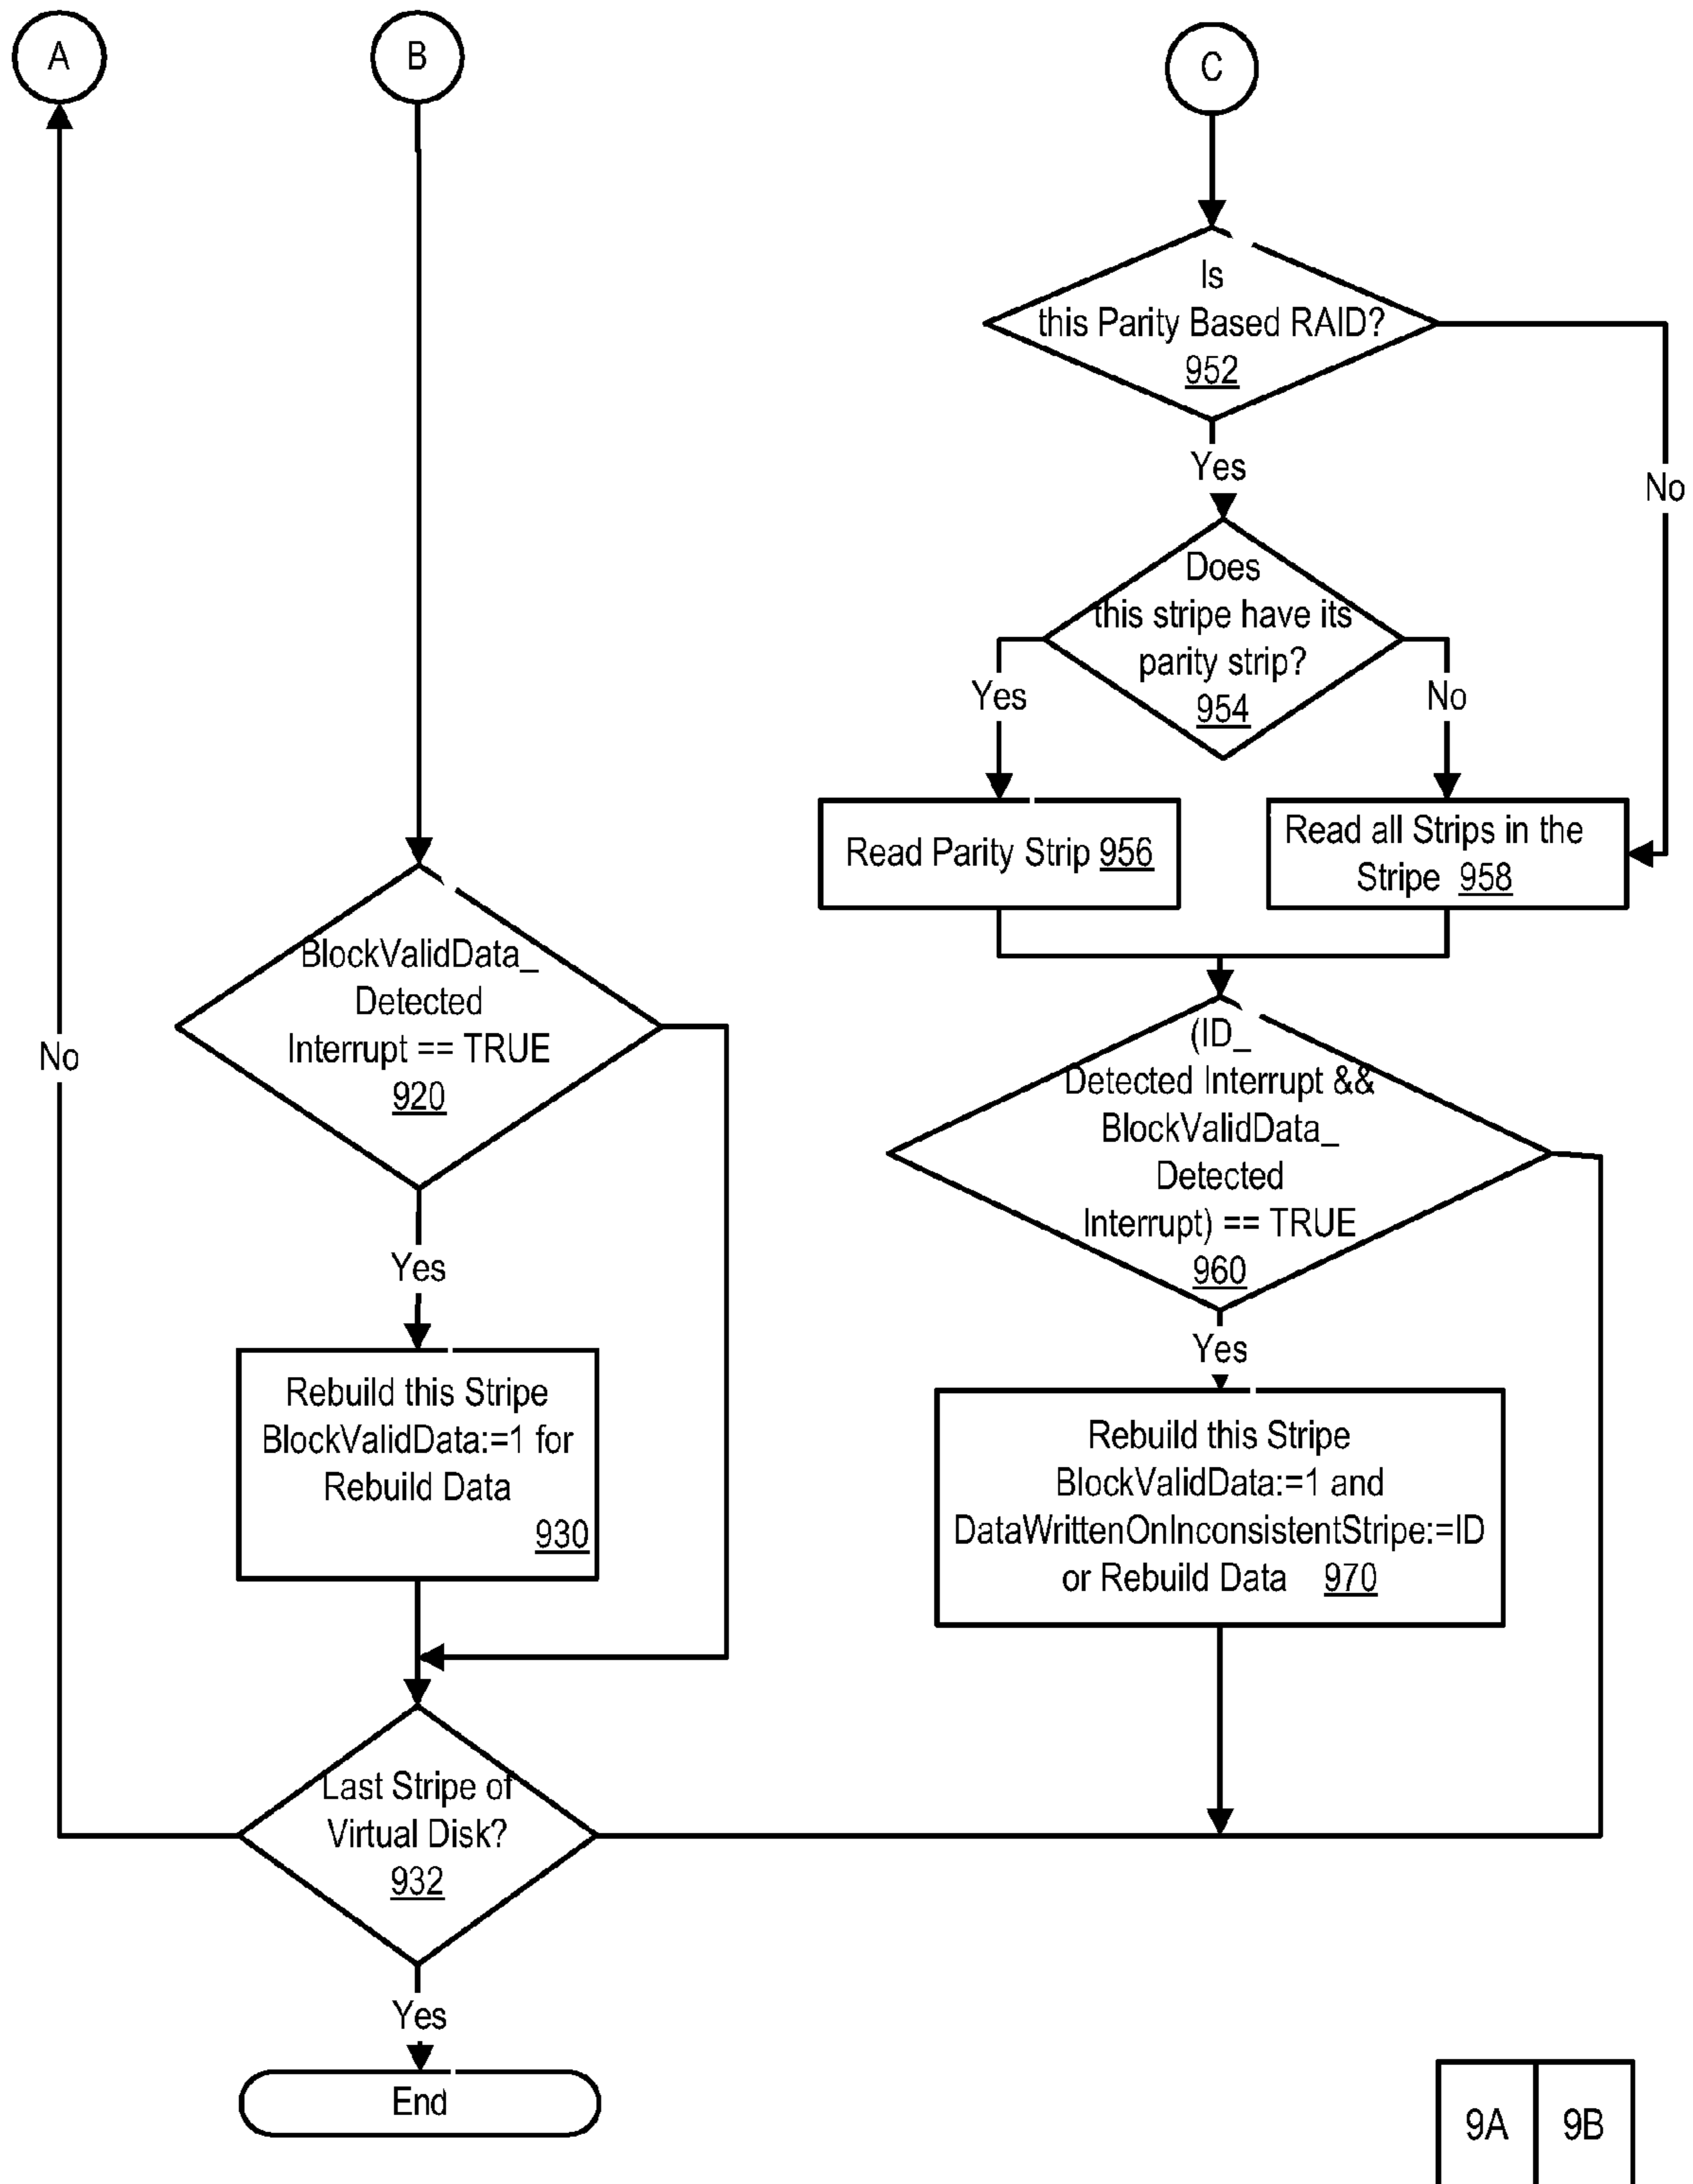 A
B
C
Is
this Parity Based RAID?
952
Yes
No
Does
this stripe have its
parity strip?
954
Yes
No
Read Parity Strip 956
Read all Strips in the
Stripe 958
BlockValidData_
Detected
Interrupt == TRUE
920
No
(ID_
Detected Interrupt &&
BlockValidData_
Detected
Interrupt) == TRUE
960
Yes
Yes
Rebuild this Stripe
BlockValidData:=1 for
Rebuild Data
930
Rebuild this Stripe
BlockValidData:=1 and
DataWrittenOnInconsistentStripe:=ID
or Rebuild Data 970
Last Stripe of
Virtual Disk?
932
Yes
End
9A
9B